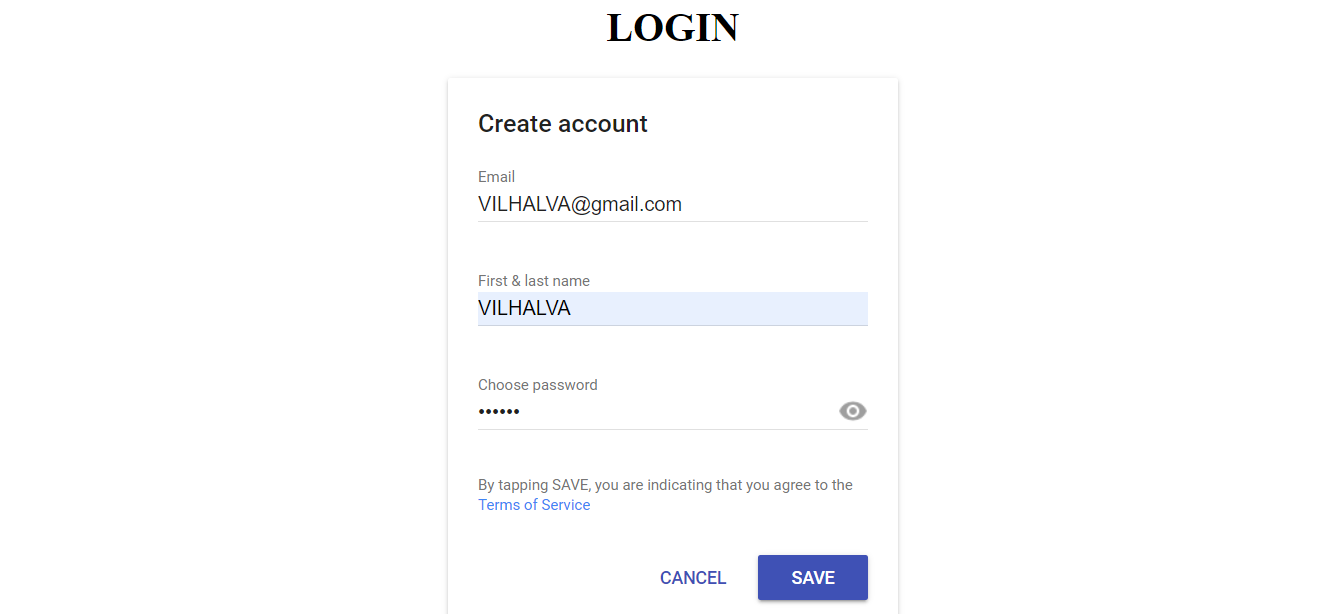 LOGIN
Create account
Email
VILHALVA@gmail.com
First & last name
VILHALVA
Choose password
••••••
By tapping SAVE, you are indicating that you agree to the
Terms of Service
CANCEL SAVE